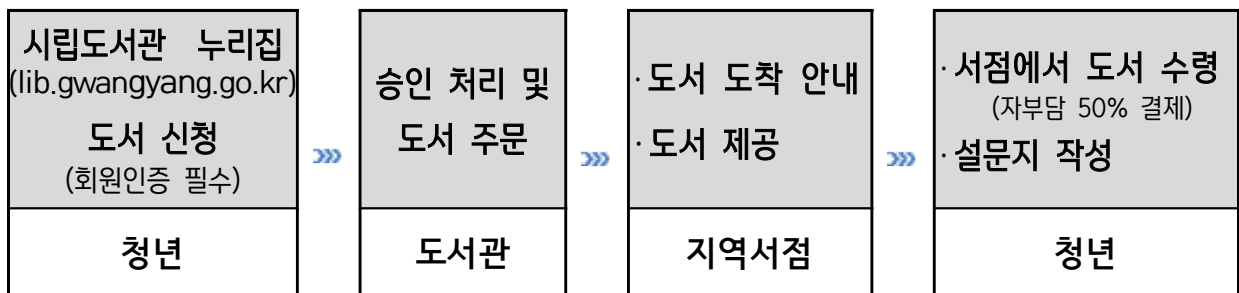 시립도서관 누리집
(lib.gwangyang.go.kr)
도서 신청
(회원인증 필수)
청년
승인 처리 및
도서 주문
도서관
· 도서 도착 안내
· 도서 제공
지역서점
· 서점에서 도서 수령
(자부담 50% 결제)
· 설문지 작성
청년